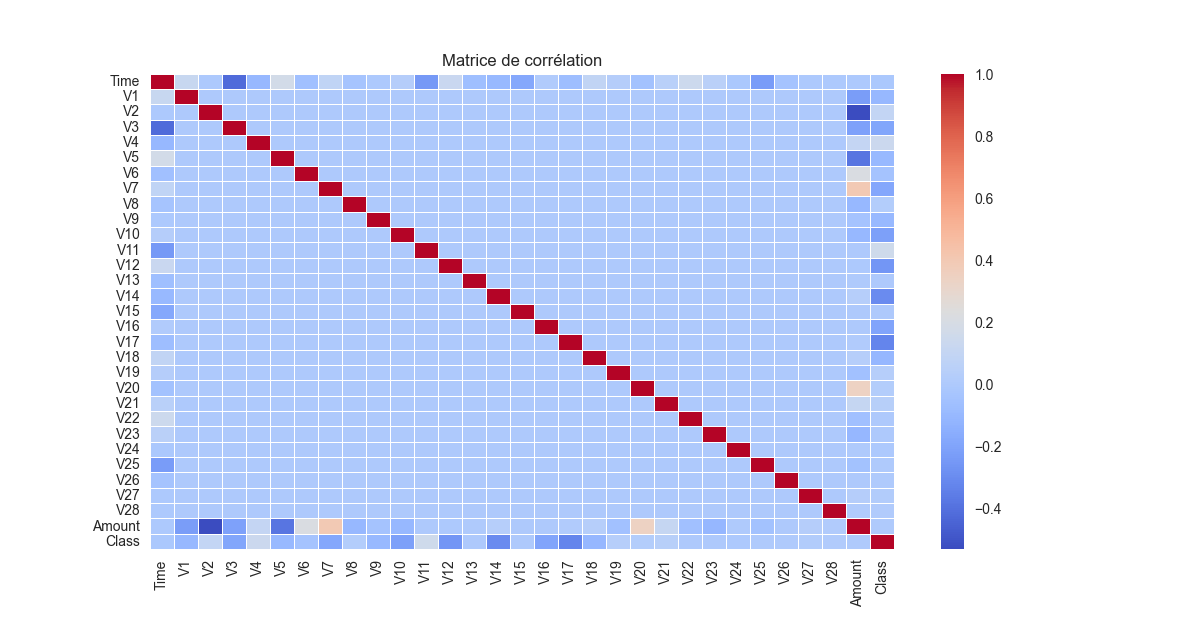 Matrice de corrélation
Time
V1
V2
V3
V4
V5
V6
V7
V8
V9
V10
V11
V12
V13
V14
V15
V16
V17
V18
V19
V20
V21
V22
V23
V24
V25
V26
V27
V28
Amount
Class
Time V1 V2 V3 V4 V5 V6 V7 V8 V9 V10 V11 V12 V13 V14 V15 V16 V17 V18 V19 V20 V21 V22 V23 V24 V25 V26 V27 V28 Amount Class
1.0
0.8
0.6
0.4
0.2
0.0
−0.2
−0.4